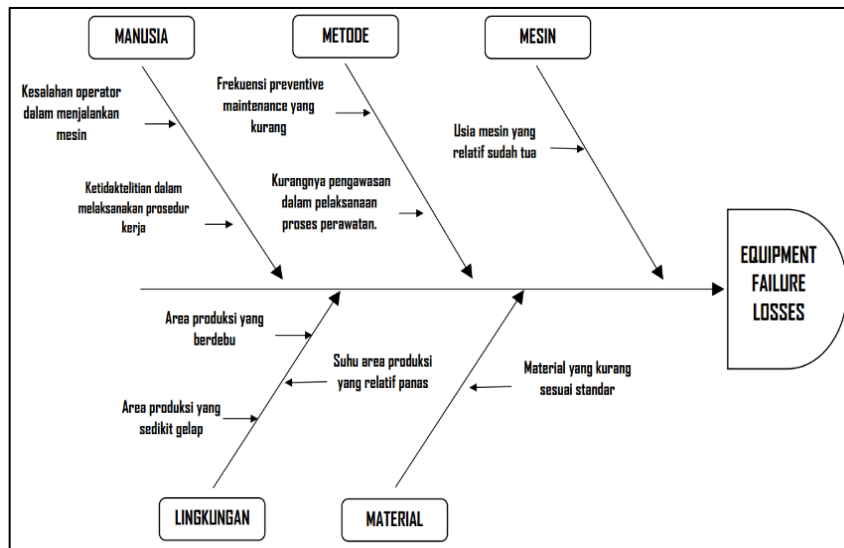 MANUSIA
METODE
MESIN
Kesalahan operator
dalam menjalankan
mesin
Frekuensi preventive
maintenance yang
kurang
Usia mesin yang
relatif sudah tua
Ketidaktelitian dalam
melaksanakan prosedur
kerja
Kurangnya pengawasan
dalam pelaksanaan
proses perawatan.
EQUIPMENT
FAILURE
LOSSES
Area produksi yang
berdebu
Suhu area produksi
yang relatif panas
Material yang kurang
sesuai standar
Area produksi yang
sedikit gelap
LINGKUNGAN
MATERIAL